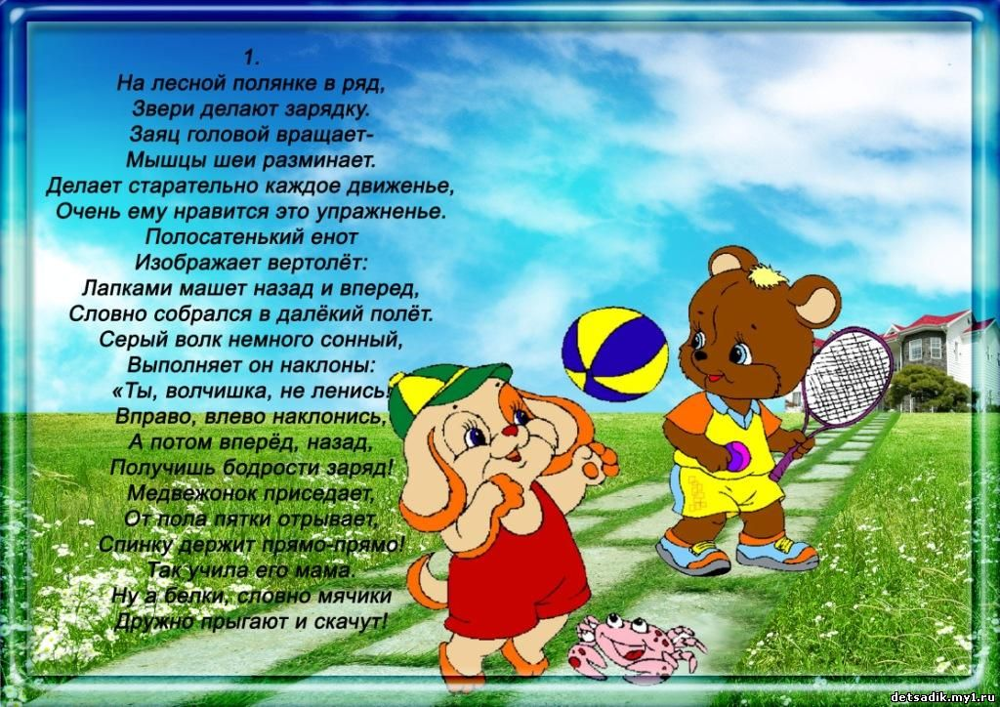 1.
На лесной полянке в ряд,
Звери делают зарядку.
Заяц головой вращает-
Мышцы шеи разминает.
Делает старательно каждое движенье,
Очень ему нравится это упражненье.
Полосатенький енот
Изображает вертолёт:
Лапками машет назад и вперед,
Словно собрался в далёкий полёт.
Серый волк немного сонный,
Выполняет он наклоны:
«Ты, волчишка, не ленись!
Вправо, влево наклонись,
А потом вперёд, назад,
Получишь бодрости заряд!
Медвежонок приседает,
От пола пятки отрывает,
Спинку держит прямо-прямо!
Так учила его мама.
Ну а белки, словно мячики
Дружно прыгают и скачут!
detsadik.my1.ru